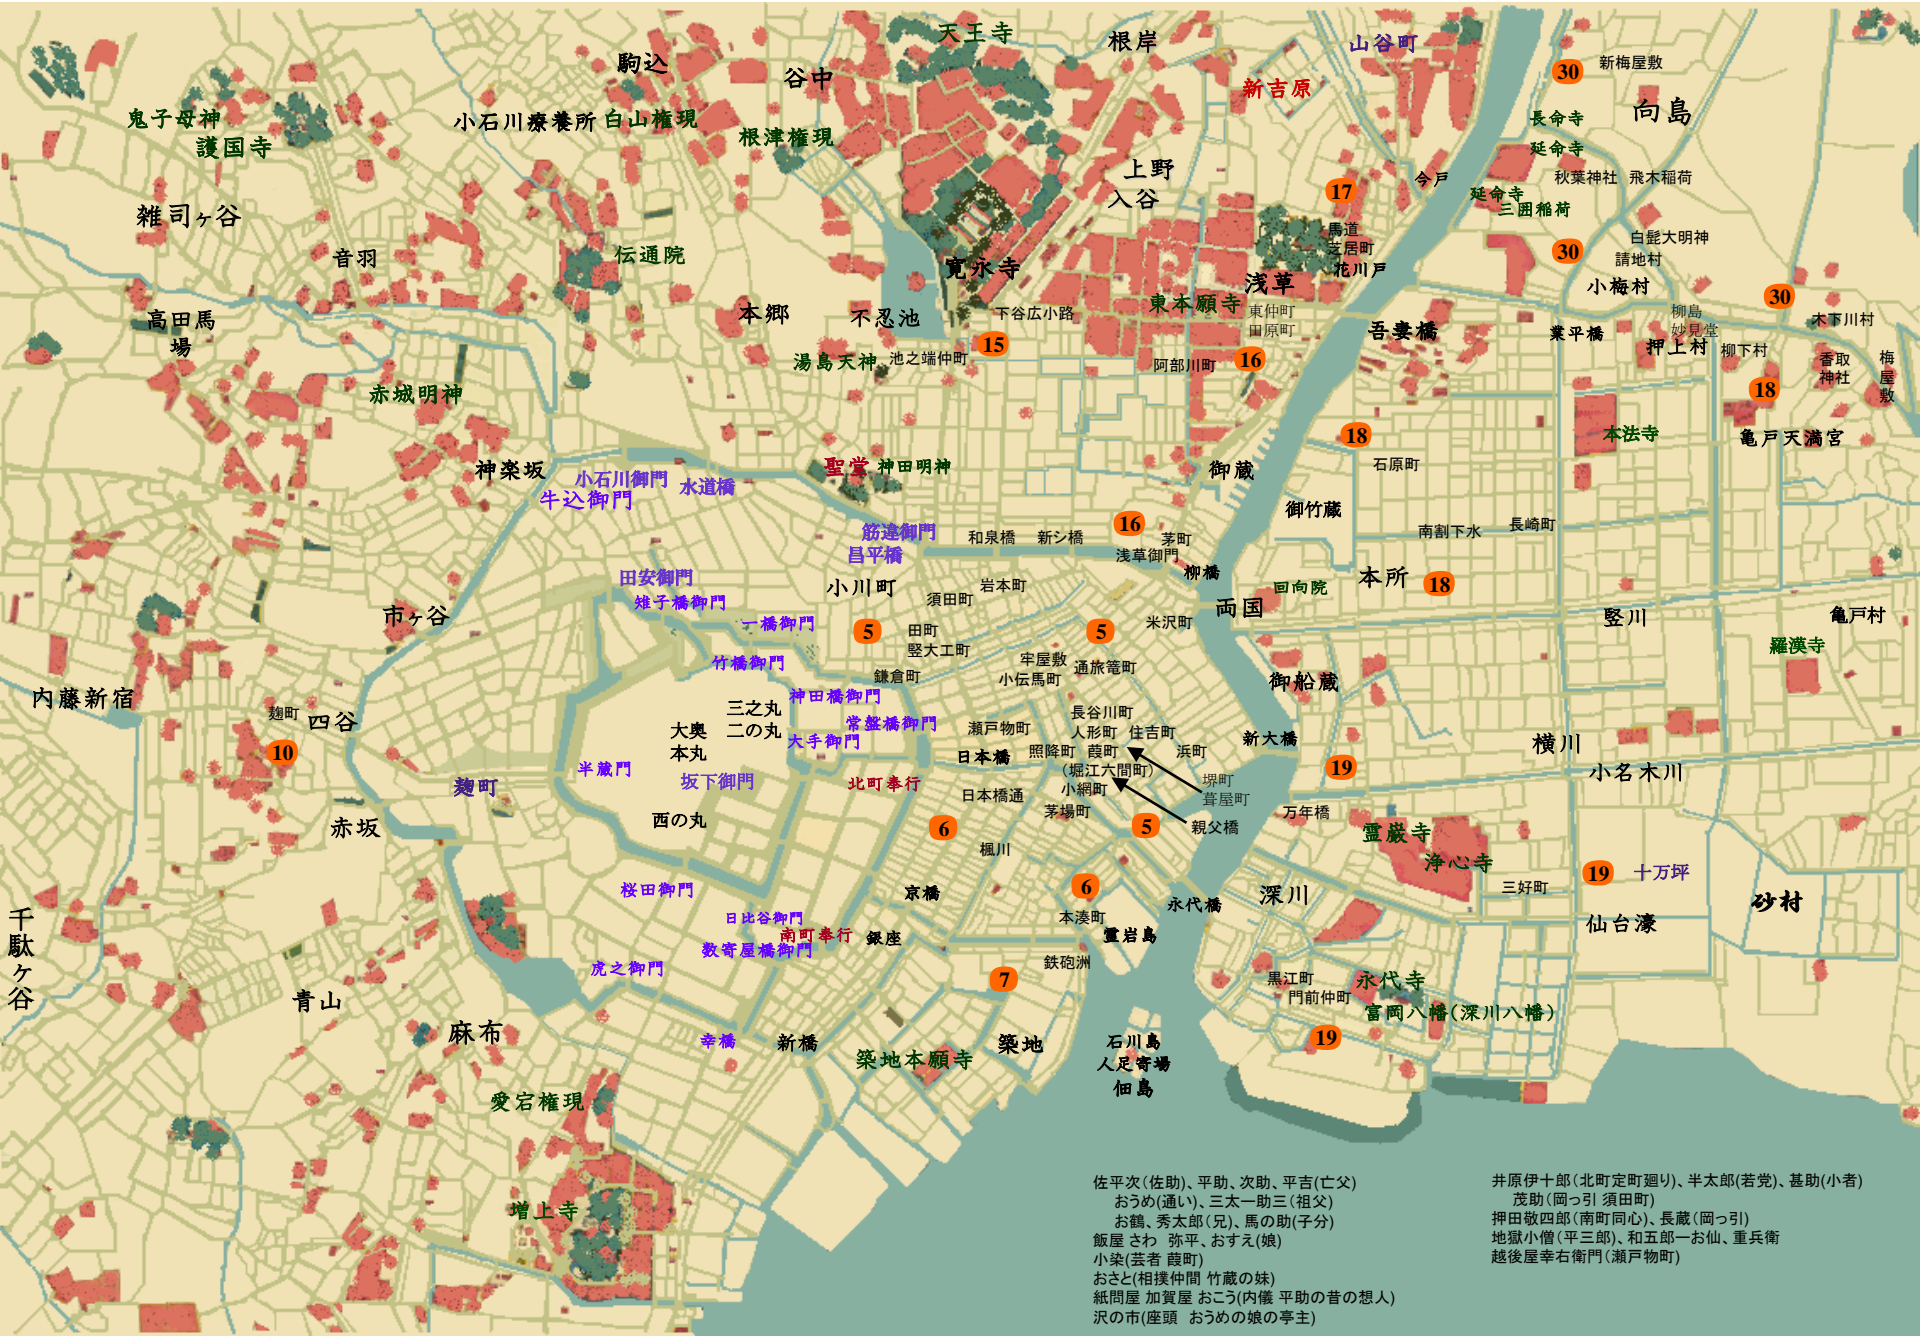 天王寺
根岸
山谷町
駒込
谷中
新吉原
30
新梅屋敷
向島
鬼子母神
護国寺
小石川療養所
白山権現
根津権現
長命寺
延命寺
上野
入谷
17
今戸
秋葉神社
飛木稲荷
延命寺
三囲稲荷
雑司ヶ谷
音羽
伝通院
寛永寺
馬道
芝居町
花川戸
浅草
30
白髭大明神
請地村
小梅村
高田馬
場
本郷
不忍池
下谷広小路
東本願寺
東仲町
田原町
吾妻橋
業平橋
30
柳島
妙見堂
押上村
柳下村
木下川村
香取
神社
梅屋敷
15
湯島天神
池之端仲町
阿部川町
16
18
赤城明神
18
本法寺
亀戸天満宮
神楽坂
小石川御門
牛込御門
水道橋
聖堂
神田明神
御蔵
石原町
御竹蔵
筋違御門
昌平橋
和泉橋
新シ橋
16
茅町
浅草御門
柳橋
南割下水
長崎町
田安御門
雉子橋御門
小川町
須田町
岩本町
回向院
本所
18
市ヶ谷
一橋御門
5
田町
竪大工町
5
米沢町
両国
竪川
亀戸村
竹橋御門
鎌倉町
牢屋敷
小伝馬町
通旅篭町
羅漢寺
内藤新宿
麹町
四谷
10
神田橋御門
三之丸
二の丸
大奥
本丸
常盤橋御門
大手御門
瀬戸物町
長谷川町
人形町
住吉町
御船蔵
日本橋
照降町
葭町
浜町
新大橋
横川
半蔵門
坂下御門
北町奉行
(堀江六間町)
小網町
堺町
葺屋町
19
小名木川
麹町
赤坂
西の丸
日本橋通
茅場町
6
5
親父橋
万年橋
楓川
霊巌寺
浄心寺
桜田御門
京橋
6
本湊町
永代橋
深川
三好町
19
十万坪
砂村
千駄ヶ谷
日比谷御門
南町奉行
数寄屋橋御門
銀座
霊岩島
仙台濠
虎之御門
鉄砲洲
7
黒江町
門前仲町
永代寺
富岡八幡(深川八幡)
青山
麻布
幸橋
新橋
築地本願寺
築地
石川島
人足寄場
佃島
19
愛宕権現
増上寺
佐平次(佐助)、平助、次助、平吉(亡父)
おうめ(通い)、三太一助三(祖父)
お鶴、秀太郎(兄)、馬の助(子分)
飯屋 さわ 弥平、おすえ(娘)
小染(芸者 葭町)
おさと(相撲仲間 竹蔵の妹)
紙問屋 加賀屋 おこう(内儀 平助の昔の想人)
沢の市(座頭 おうめの娘の亭主)
井原伊十郎(北町定町廻り)、半太郎(若党)、甚助(小者)
茂助(岡っ引 須田町)
押田敬四郎(南町同心)、長蔵(岡っ引)
地獄小僧(平三郎)、和五郎一お仙、重兵衛
越後屋幸右衛門(瀬戸物町)